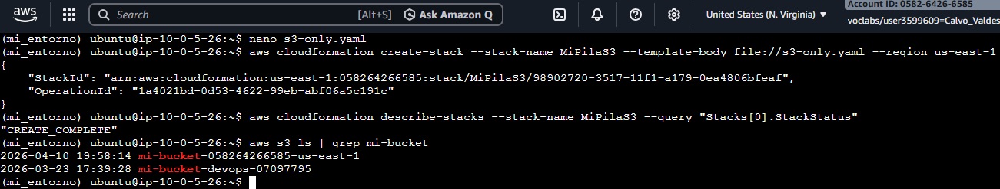 aws Search [Alt+S] Ask Amazon Q United States (N. Virginia) ▼ Account ID: 0582-6426-6585
voclabs/user3599609=Calvo_Valdes
(mi_entorno) ubuntu@ip-10-0-5-26:~$ nano s3-only.yaml
(mi_entorno) ubuntu@ip-10-0-5-26:~$ aws cloudformation create-stack --stack-name MiPilaS3 --template-body file://s3-only.yaml --region us-east-1
{
    "StackId": "arn:aws:cloudformation:us-east-1:058264266585:stack/MiPilaS3/98902720-3517-11f1-a179-0ea4806bfeaf",
    "OperationId": "1a4021bd-0d53-4622-99eb-abf06a5c191c"
}
(mi_entorno) ubuntu@ip-10-0-5-26:~$ aws cloudformation describe-stacks --stack-name MiPilaS3 --query "Stacks[0].StackStatus"
"CREATE_COMPLETE"
(mi_entorno) ubuntu@ip-10-0-5-26:~$ aws s3 ls | grep mi-bucket
2026-04-10 19:58:14 mi-bucket-058264266585-us-east-1
2026-03-23 17:39:28 mi-bucket-devops-07097795
(mi_entorno) ubuntu@ip-10-0-5-26:~$